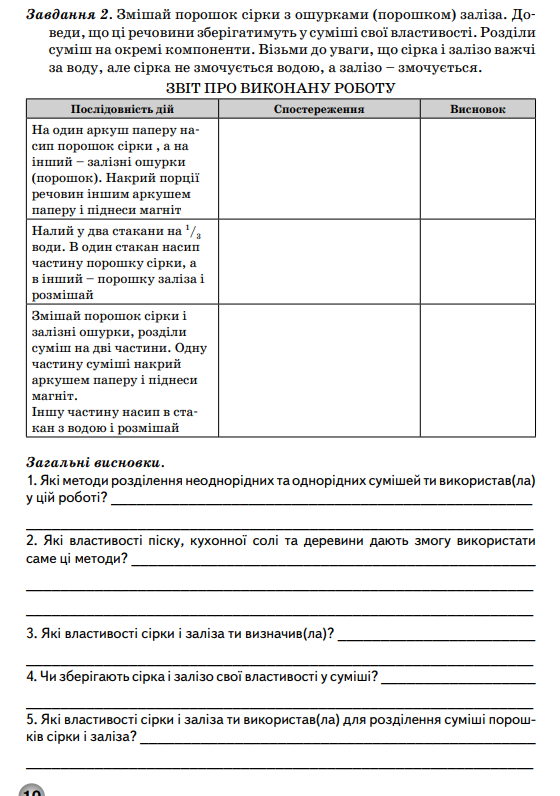 Завдання 2. Змішай порошок сірки з ошурками (порошком) заліза. До-
веди, що ці речовини зберігатимуть у суміші свої властивості. Розділи
суміш на окремі компоненти. Візьми до уваги, що сірка і залізо важчі
за воду, але сірка не змочується водою, а залізо – змочується.
ЗВІТ ПРО ВИКОНАНУ РОБОТУ
Послідовність дій
Спостереження
Висновок
На один аркуш паперу на-
сип порошок сірки , а на
інший – залізні ошурки
(порошок). Накрий порції
речовин іншим аркушем
паперу і піднеси магніт
Налий у два стакани на 1/3
води. В один стакан насип
частину порошку сірки, а
в інший – порошку заліза і
розмішай
Змішай порошок сірки і
залізні ошурки, розділи
суміш на дві частини. Одну
частину суміші накрий
аркушем паперу і піднеси
магніт.
Іншу частину насип в ста-
кан з водою і розмішай
Загальні висновки.
1. Які методи розділення неоднорідних та однорідних сумішей ти використав(ла)
у цій роботі?
2. Які властивості піску, кухонної солі та деревини дають змогу використати
саме ці методи?
3. Які властивості сірки і заліза ти визначив(ла)?
4. Чи зберігають сірка і залізо свої властивості у суміші?
5. Які властивості сірки і заліза ти використав(ла) для розділення суміші порош-
ків сірки і заліза?